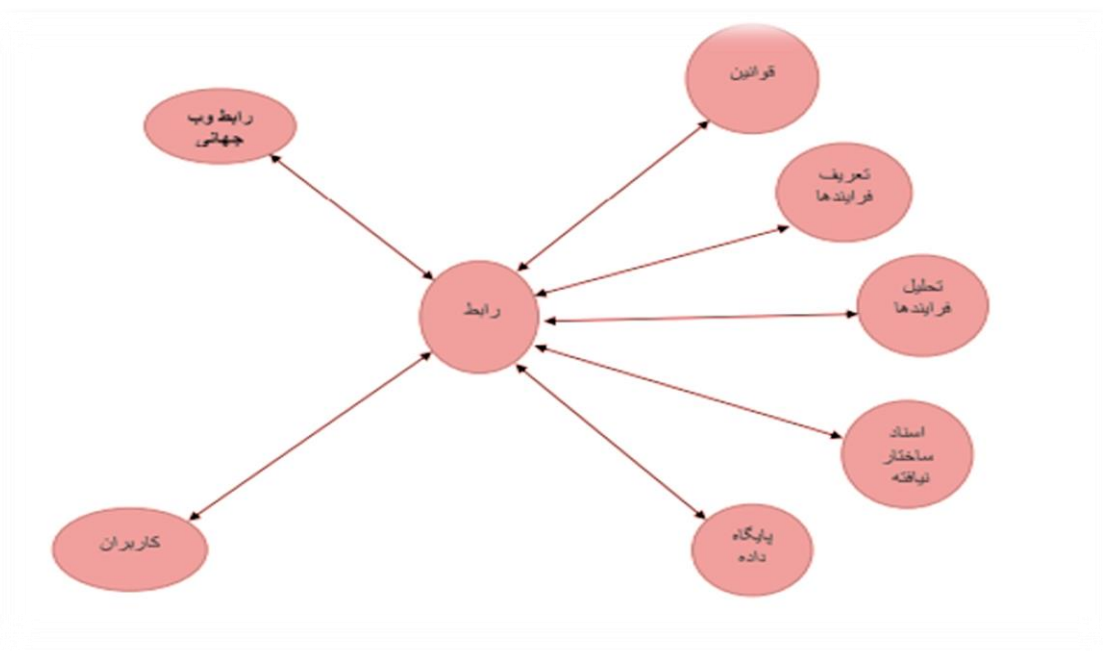 قوانین
رابط وب
جهانی
تعریف
فرایندها
تحلیل
فرایندها
رابط
اسناد
ساختار
نیافته
پایگاه
داده
کاربران